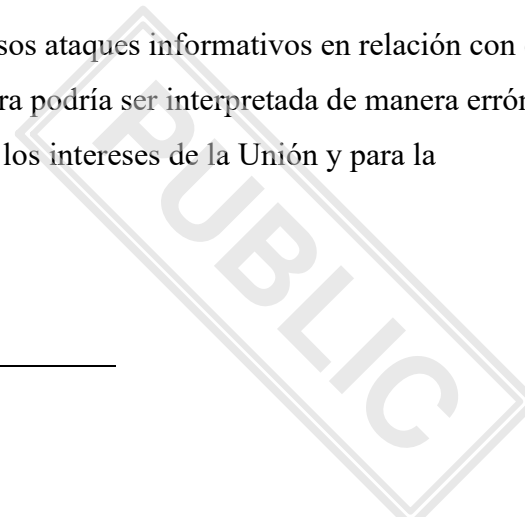 sos ataques informativos en relación con
ra podría ser interpretada de manera errón
los intereses de la Unión y para la
PUBLIC